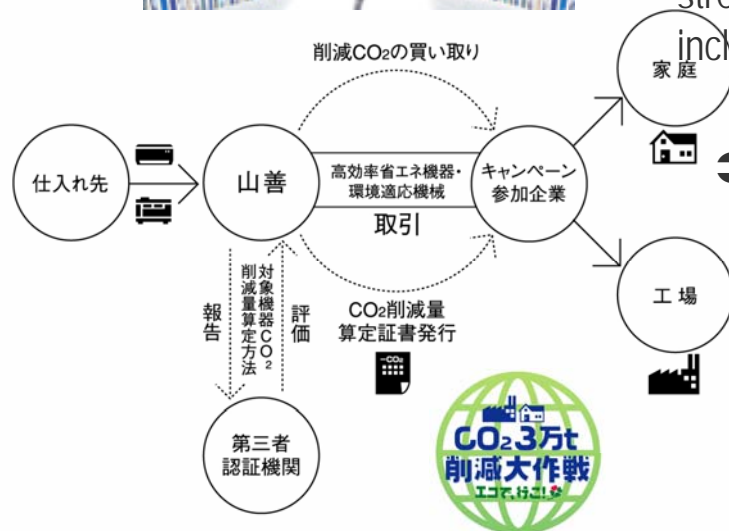 削減CO₂の買い取り
家庭
仕入れ先
山善
高効率省エネ機器・
環境適応機械
取引
キャンペーン
参加企業
工場
報告
対象機器CO₂
削減量算定方法
評価
CO₂削減量
算定証書発行
-CO₂
第三者
認証機関
CO₂3万t
削減大作戦
エコで、行こ!